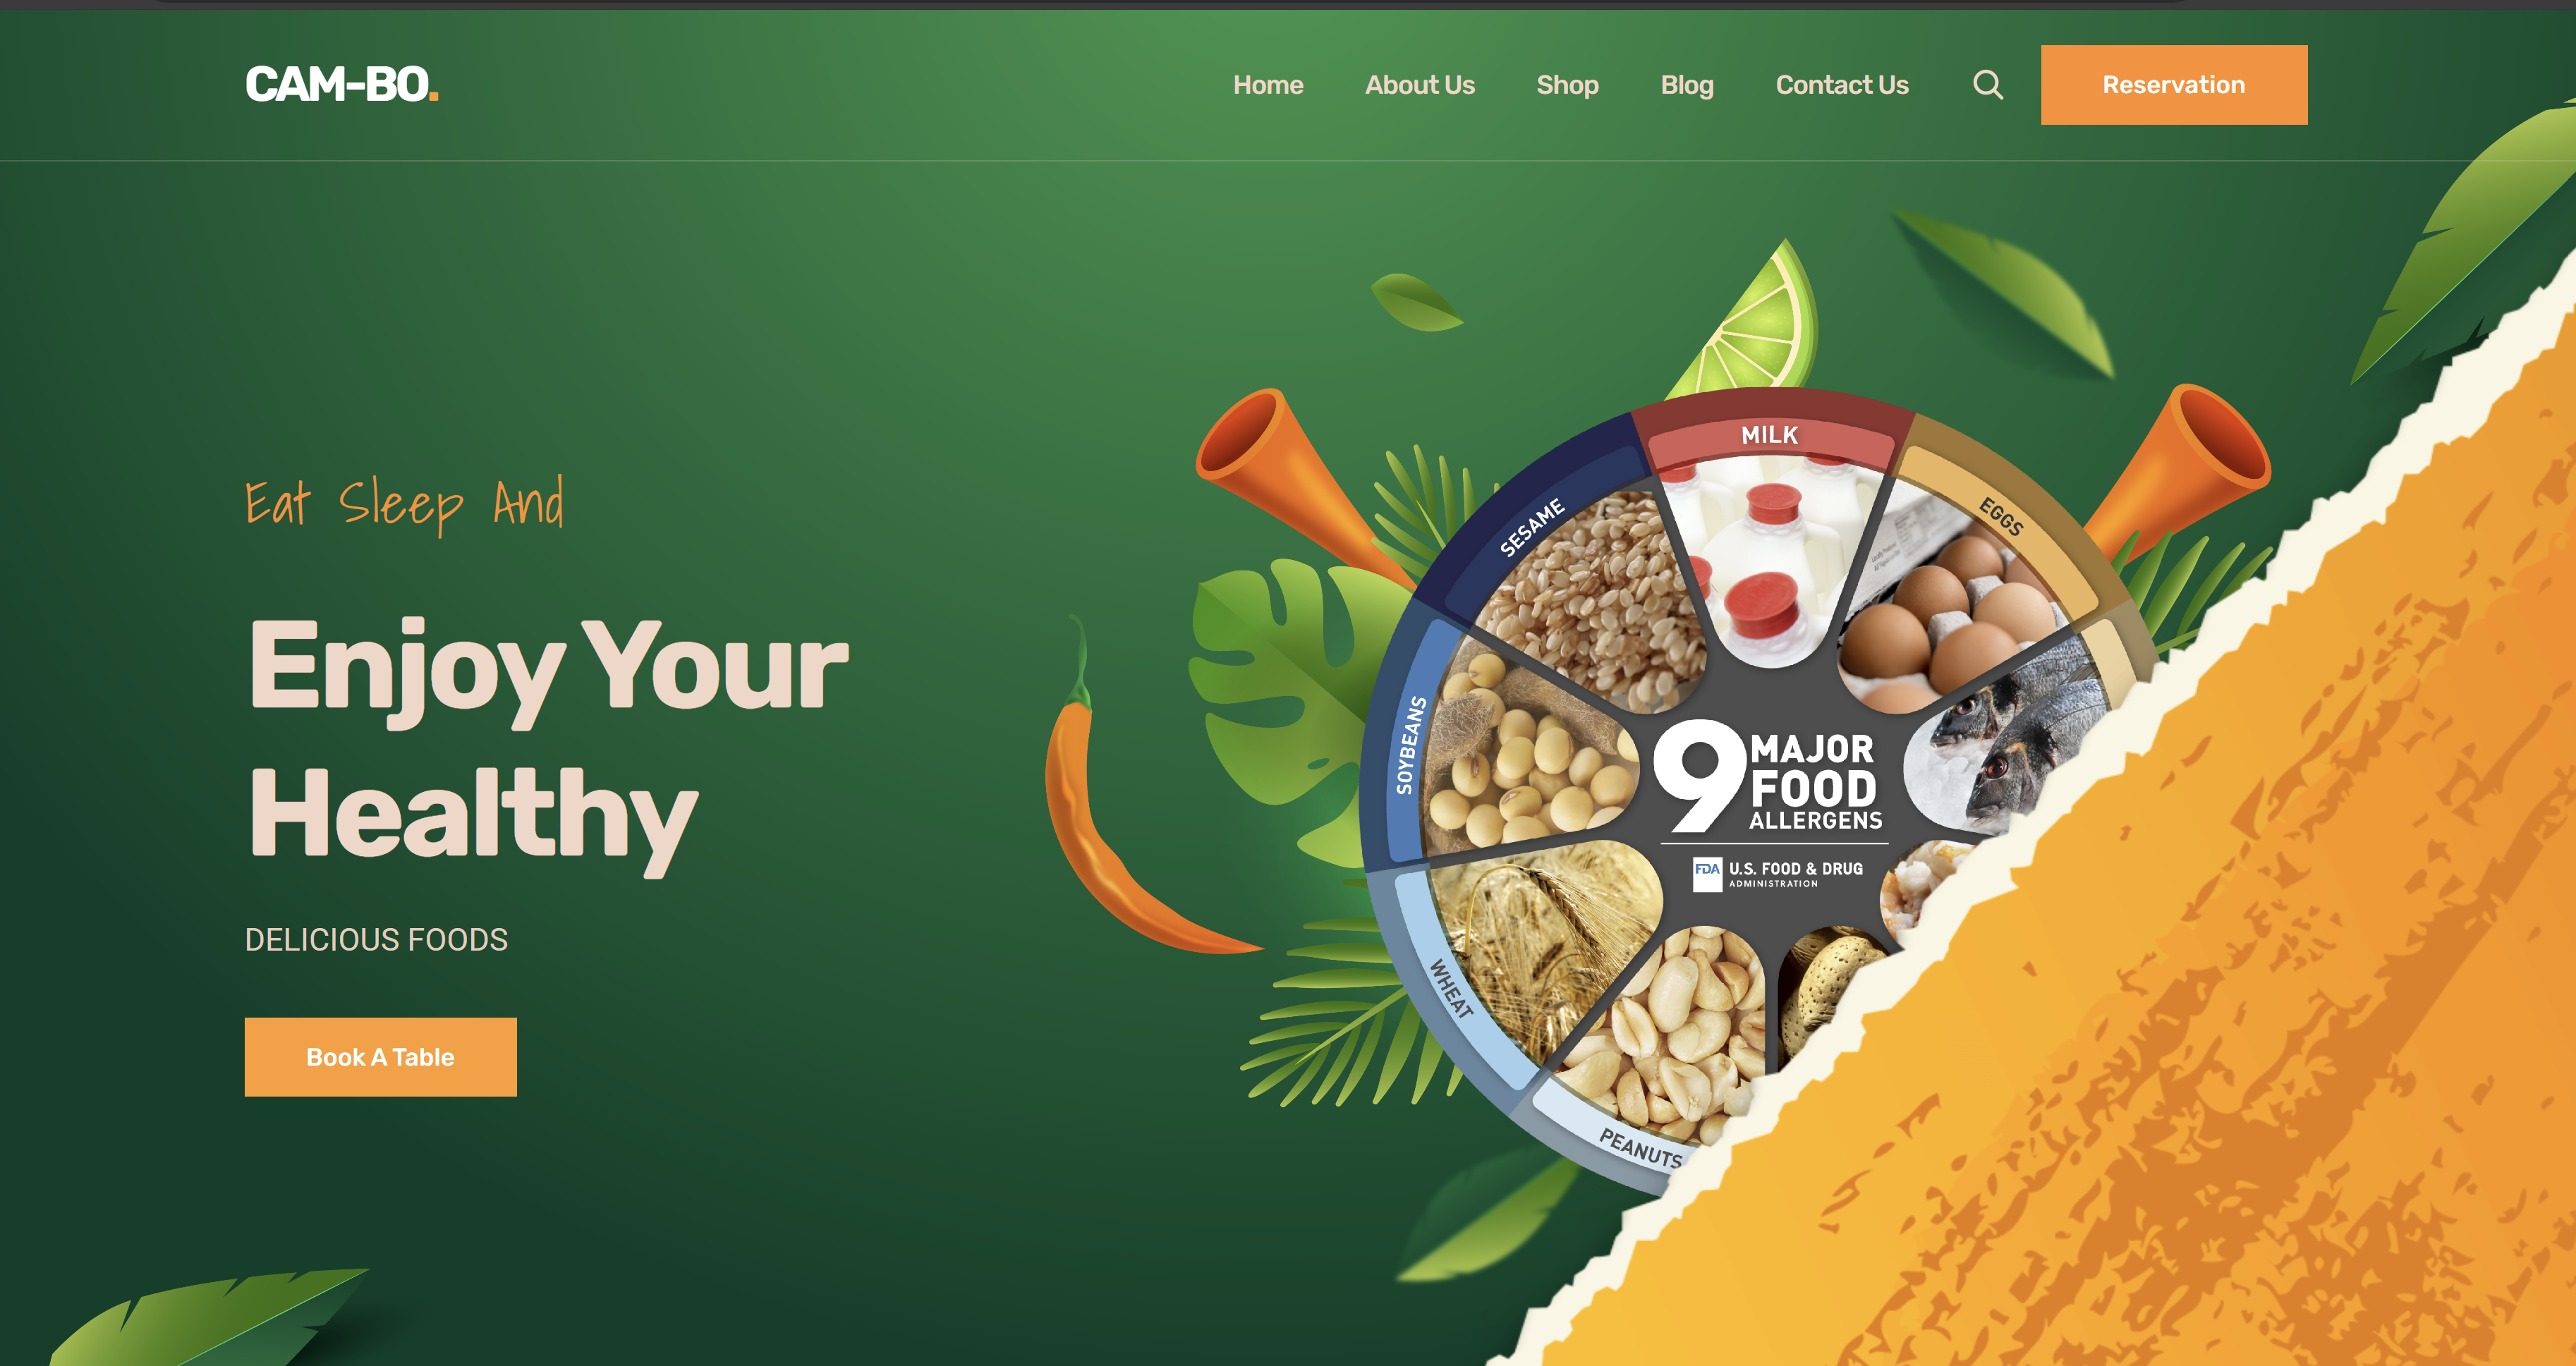 CAM-BO.
Home
About Us
Shop
Blog
Contact Us
Reservation
Eat Sleep And
Enjoy Your
Healthy
DELICIOUS FOODS
Book A Table
MILK
EGGS
SESAME
SOYBEANS
WHEAT
PEANUTS
9 MAJOR
FOOD
ALLERGENS
FDA U.S. FOOD & DRUG
ADMINISTRATION